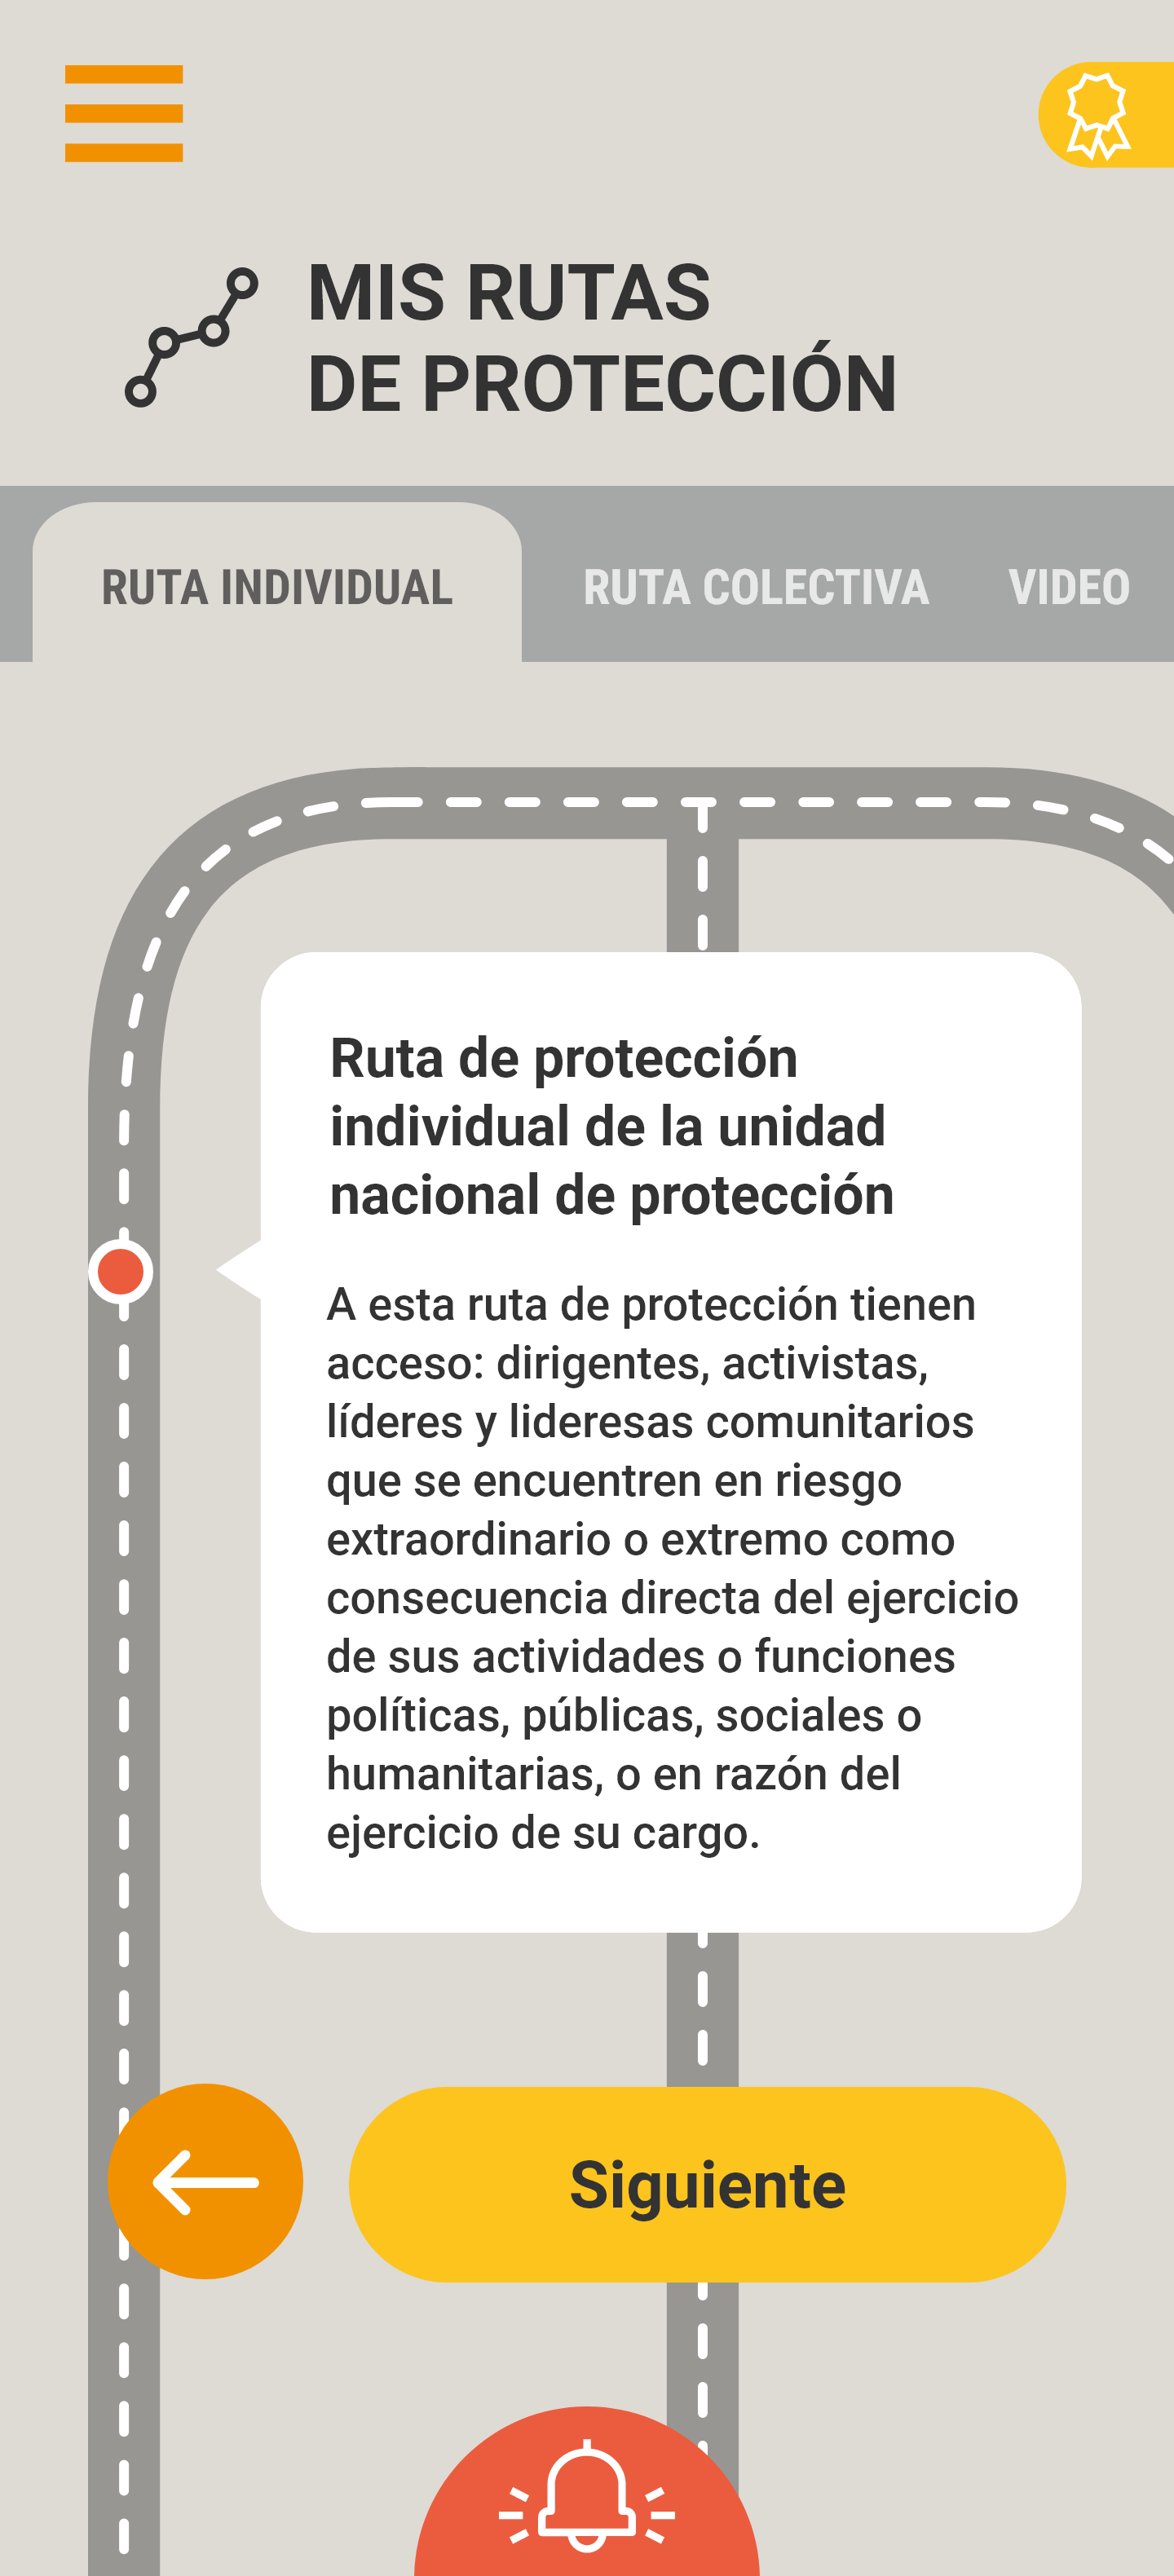 MIS RUTAS
DE PROTECCIÓN
RUTA INDIVIDUAL
RUTA COLECTIVA
VIDEO
Ruta de protección
individual de la unidad
nacional de protección
A esta ruta de protección tienen
acceso: dirigentes, activistas,
líderes y lideresas comunitarios
que se encuentren en riesgo
extraordinario o extremo como
consecuencia directa del ejercicio
de sus actividades o funciones
políticas, públicas, sociales o
humanitarias, o en razón del
ejercicio de su cargo.
Siguiente